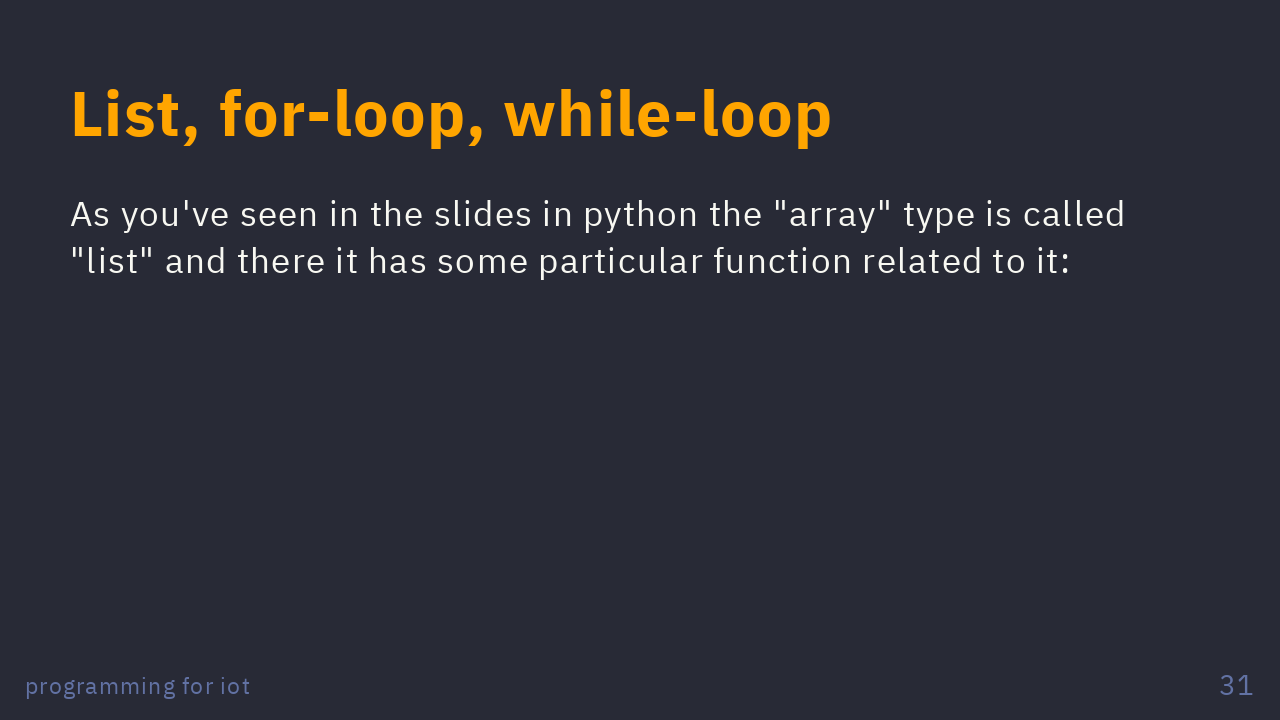 List, for-loop, while-loop
As you've seen in the slides in python the "array" type is called
"list" and there it has some particular function related to it:
programming for iot
31